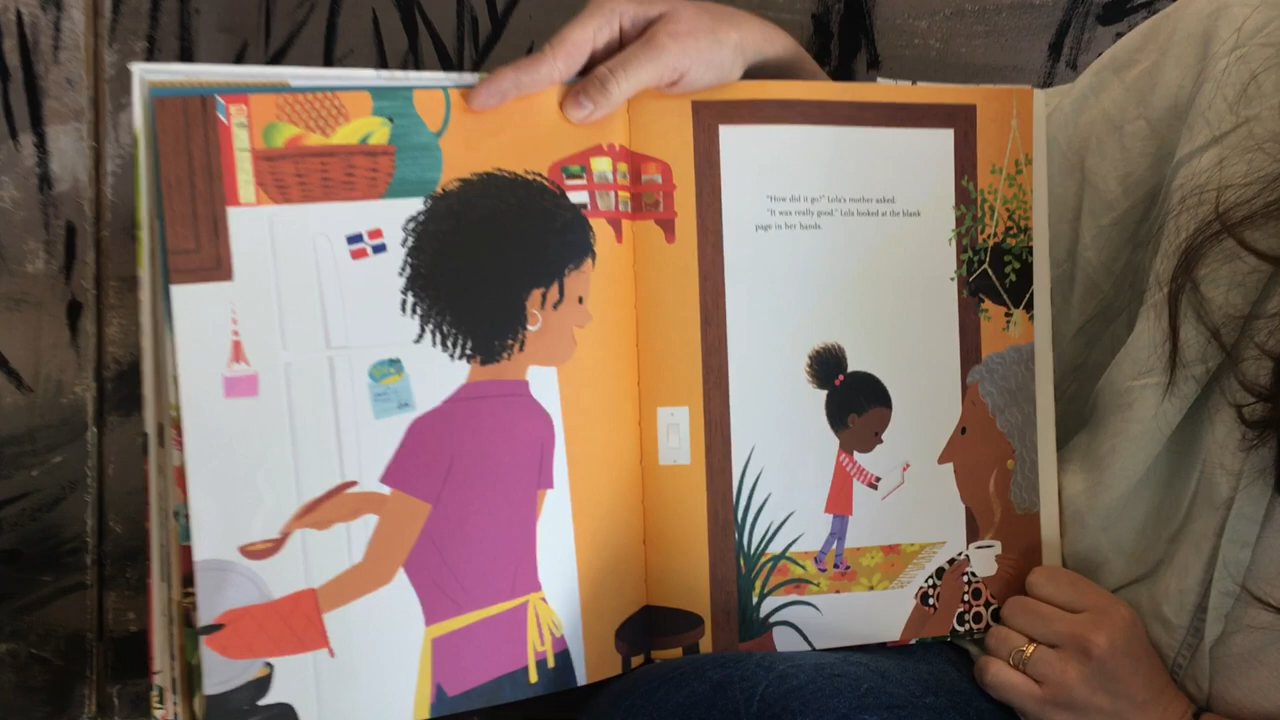 "How did it go?" Lola's mother asked.
"It was really good." Lola looked at the blank
page in her hands.